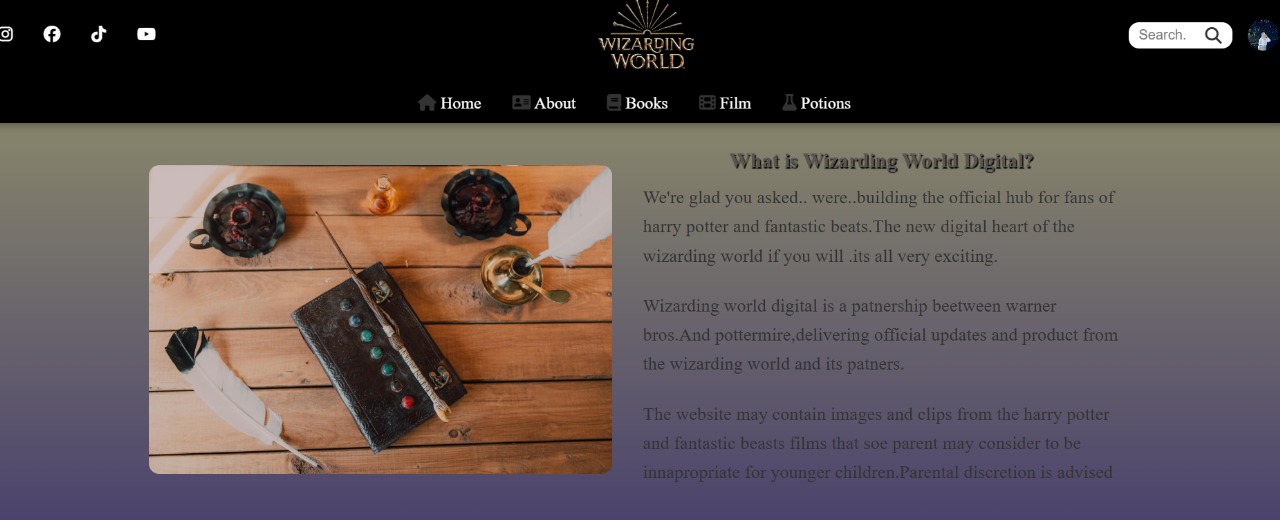 WIZARDING
WORLD
Search.
Home About Books Film Potions
What is Wizarding World Digital?
We're glad you asked.. were..building the official hub for fans of
harry potter and fantastic beats.The new digital heart of the
wizarding world if you will .its all very exciting.
Wizarding world digital is a patnership beetween warner
bros.And pottermire,delivering official updates and product from
the wizarding world and its patners.
The website may contain images and clips from the harry potter
and fantastic beasts films that soe parent may consider to be
innapropriate for younger children.Parental discretion is advised